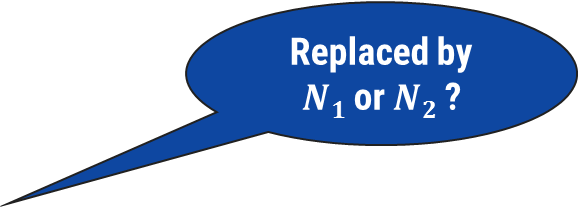 Replaced by
N₁ or N₂ ?